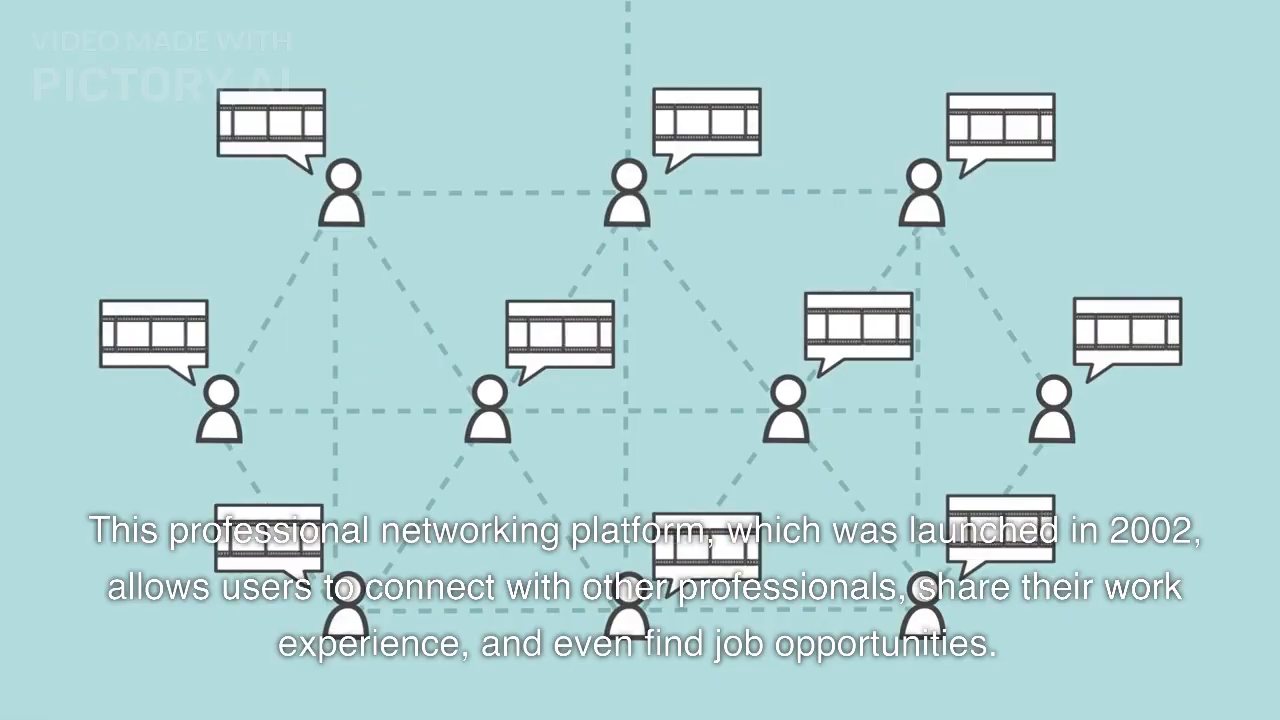 VIDEO MADE WITH
PICTORY.AI
This professional networking platform, which was launched in 2002,
allows users to connect with other professionals, share their work
experience, and even find job opportunities.